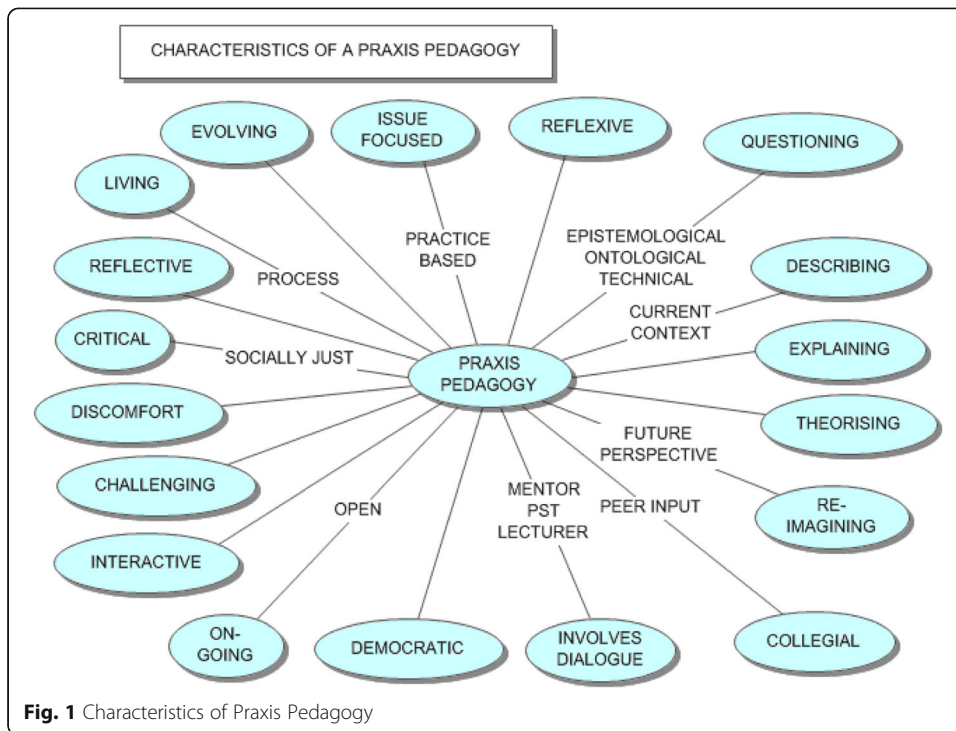 CHARACTERISTICS OF A PRAXIS PEDAGOGY
EVOLVING
ISSUE
FOCUSED
REFLEXIVE
QUESTIONING
LIVING
PRACTICE
BASED
EPISTEMOLOGICAL
ONTOLOGICAL
TECHNICAL
REFLECTIVE
PROCESS
DESCRIBING
CURRENT
CONTEXT
CRITICAL
SOCIALLY JUST
PRAXIS
PEDAGOGY
EXPLAINING
DISCOMFORT
THEORISING
FUTURE
PERSPECTIVE
CHALLENGING
OPEN
MENTOR
PST
LECTURER
PEER INPUT
RE-
IMAGINING
INTERACTIVE
ON-
GOING
DEMOCRATIC
INVOLVES
DIALOGUE
COLLEGIAL
Fig. 1 Characteristics of Praxis Pedagogy